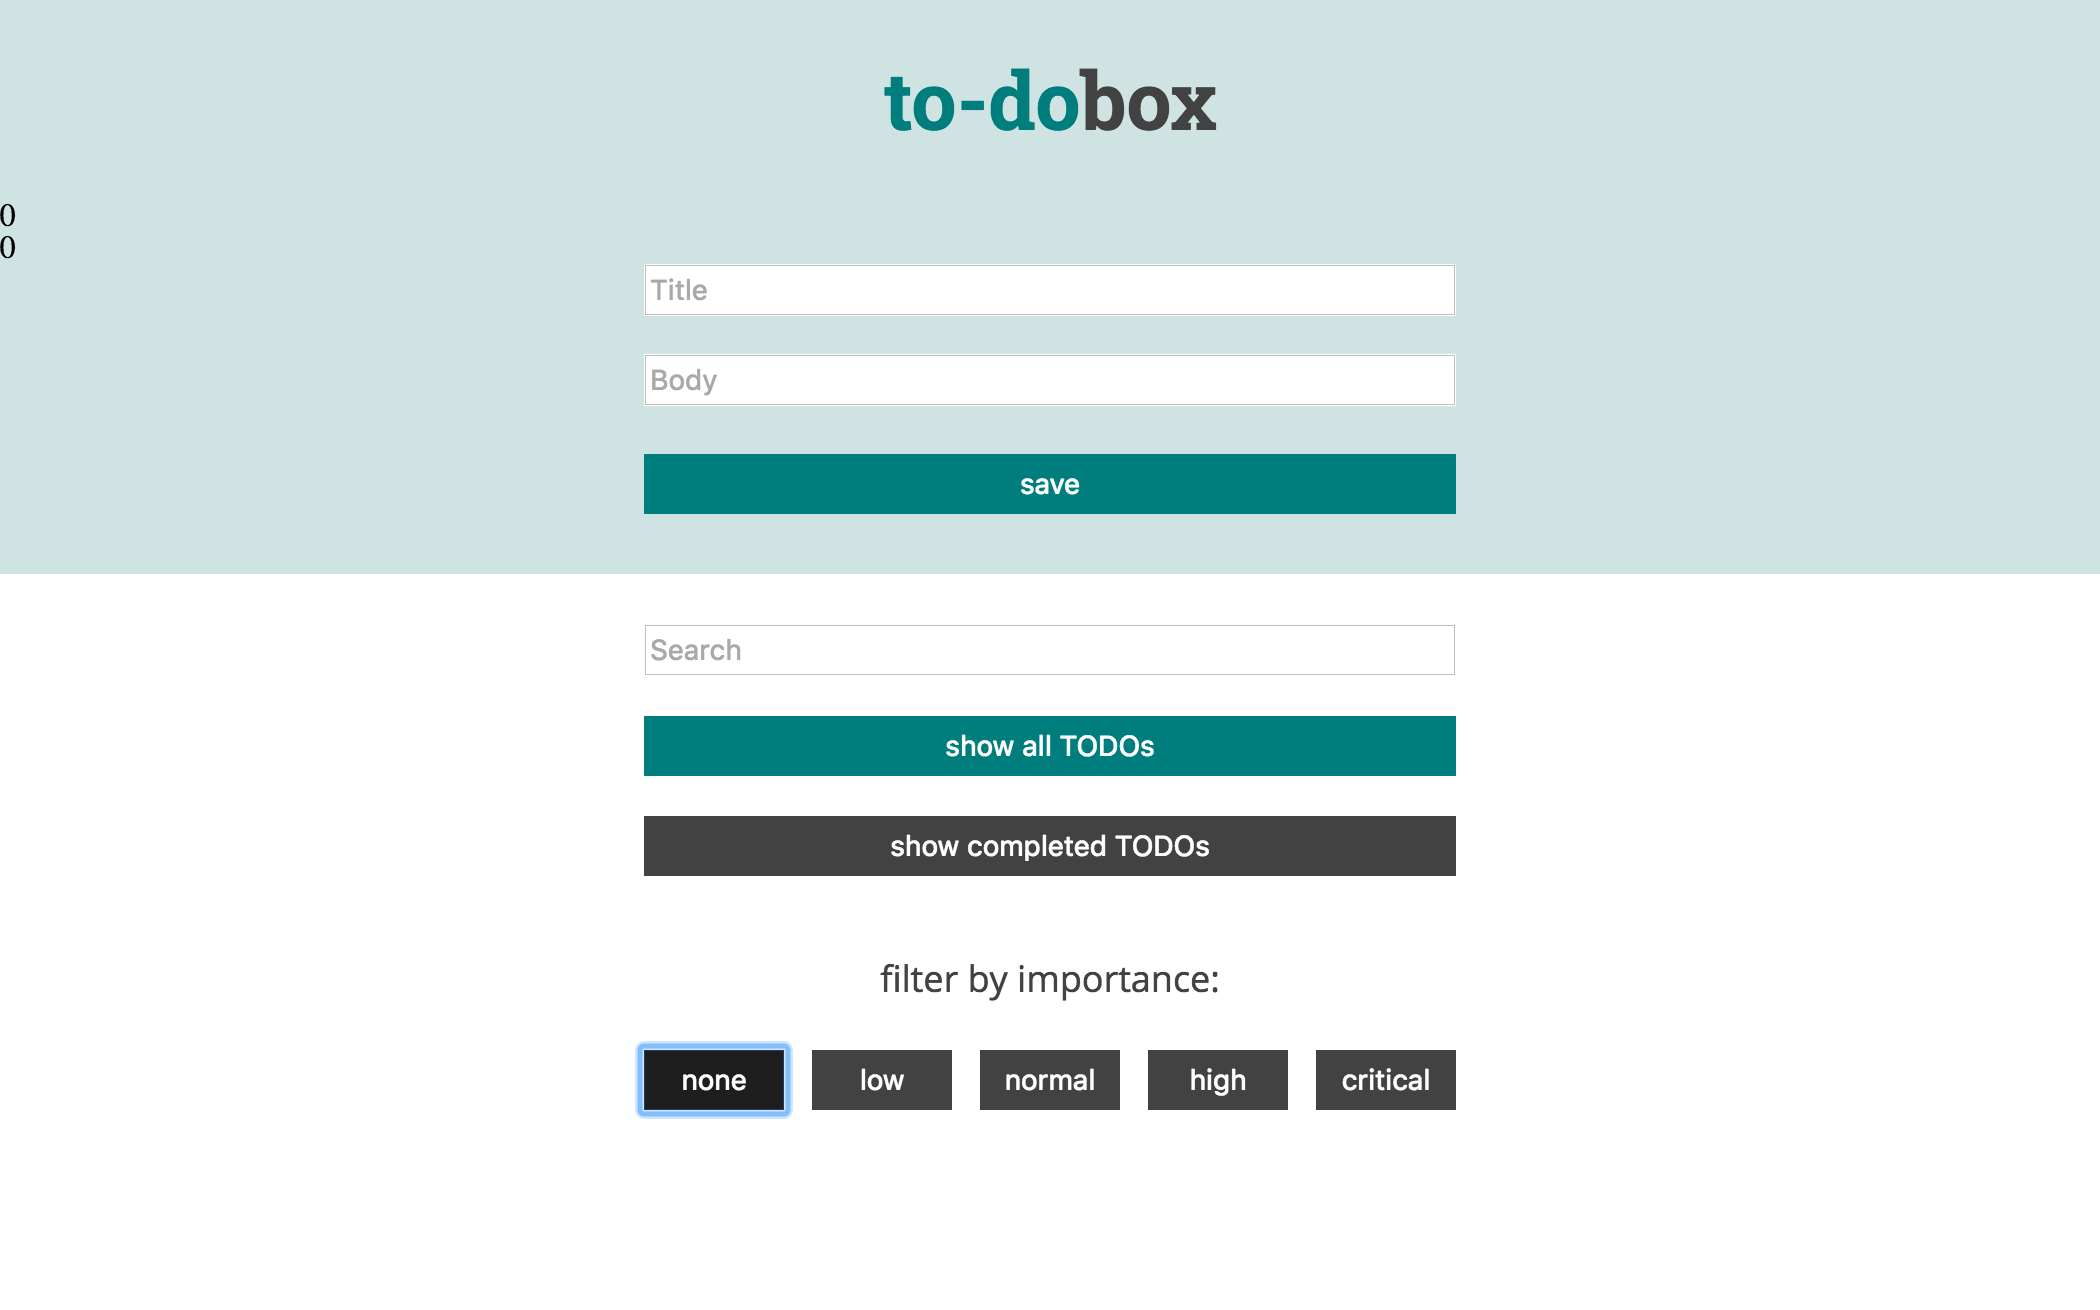 to-dobox
0
0
Title
Body
save
Search
show all TODOs
show completed TODOs
filter by importance:
none low normal high critical